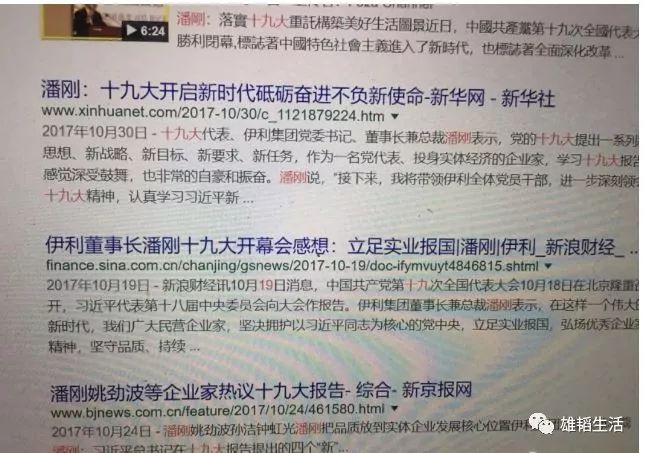 6:24
潘刚：落實十九大重託構築美好生活圖景近日，中國共產黨第十九次全國代表大
勝利閉幕,標誌著中國特色社會主義進入了新時代，也標誌著全面深化改革 ...
潘刚：十九大开启新时代砥砺奋进不负新使命-新华网 - 新华社
www.xinhuanet.com/2017-10/30/c_1121879224.htm
2017年10月30日 - 十九大代表、伊利集团党委书记、董事长兼总裁潘刚表示，党的十九大提出一系列
思想、新战略、新目标、新要求、新任务，作为一名党代表、投身实体经济的企业家，学习十九大报告
感觉深受鼓舞，也非常的自豪和振奋。潘刚说，"接下来，我将带领伊利全体党员干部，进一步深刻领会
十九大精神，认真学习习近平新 ...
伊利董事长潘刚十九大开幕会感想：立足实业报国|潘刚|伊利_新浪财经_ ...
finance.sina.com.cn/chanjing/gsnews/2017-10-19/doc-ifymvuyt4846815.shtml
2017年10月19日 - 新浪财经讯10月19日消息，中国共产党第十九次全国代表大会10月18日在北京隆重召
开，习近平代表第十八届中央委员会向大会作报告。伊利集团董事长兼总裁潘刚表示，在这样一个伟大的
新时代，我们广大民营企业家，坚决拥护以习近平同志为核心的党中央，立足实业报国，弘扬优秀企业家
精神，坚守品质、持续 ...
潘刚姚劲波等企业家热议十九大报告- 综合- 新京报网
www.bjnews.com.cn/feature/2017/10/24/461580.html
2017年10月24日 - 潘刚姚劲波孙洁钟虹光潘刚把品质放到实体企业发展核心位置伊利
潘刚：习近平总书记在十九大报告提出的四个"新"...
雄韬生活